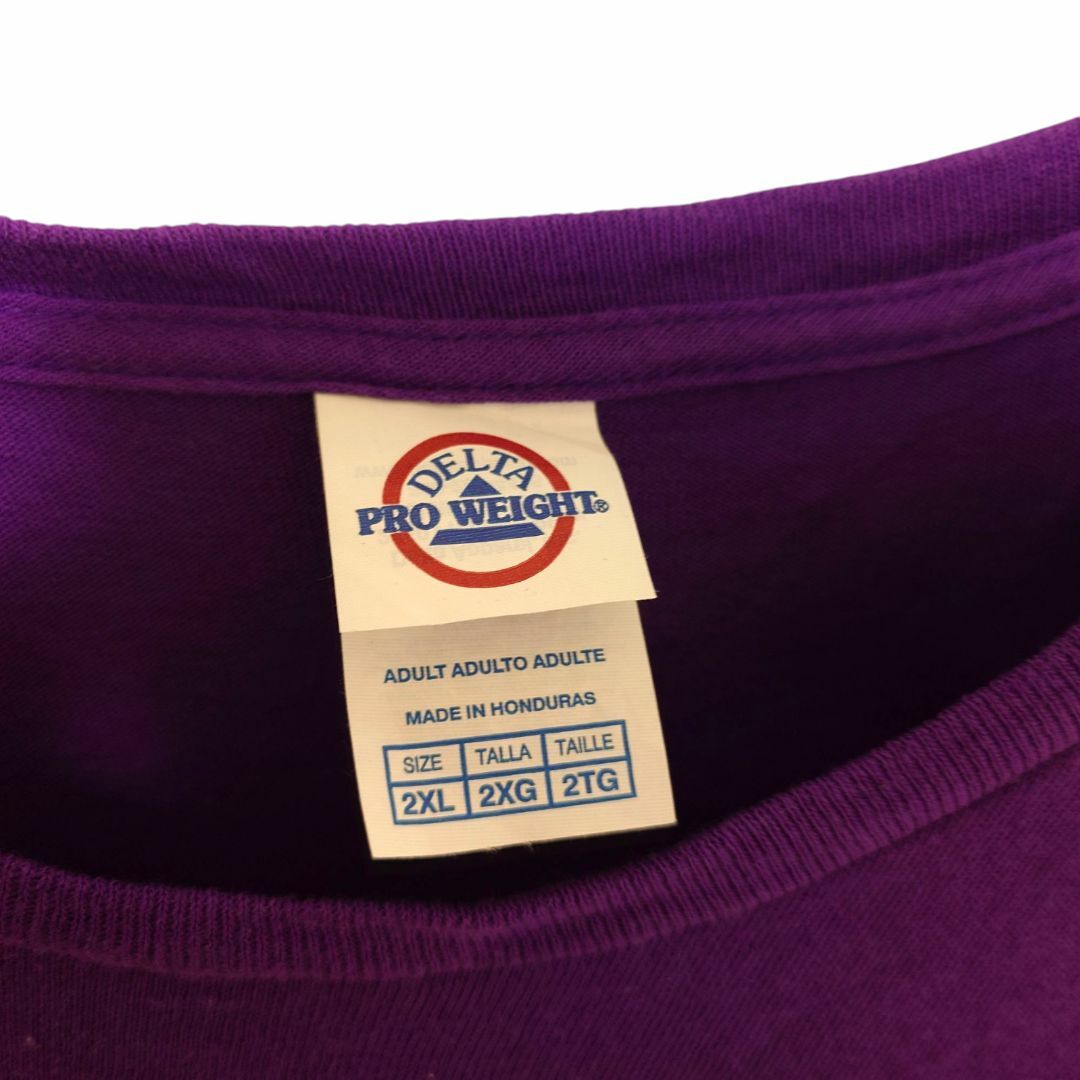 DELTA
PRO WEIGHT®
ADULT ADULTO ADULTE
MADE IN HONDURAS
SIZE TALLA TAILLE
2XL 2XG 2TG